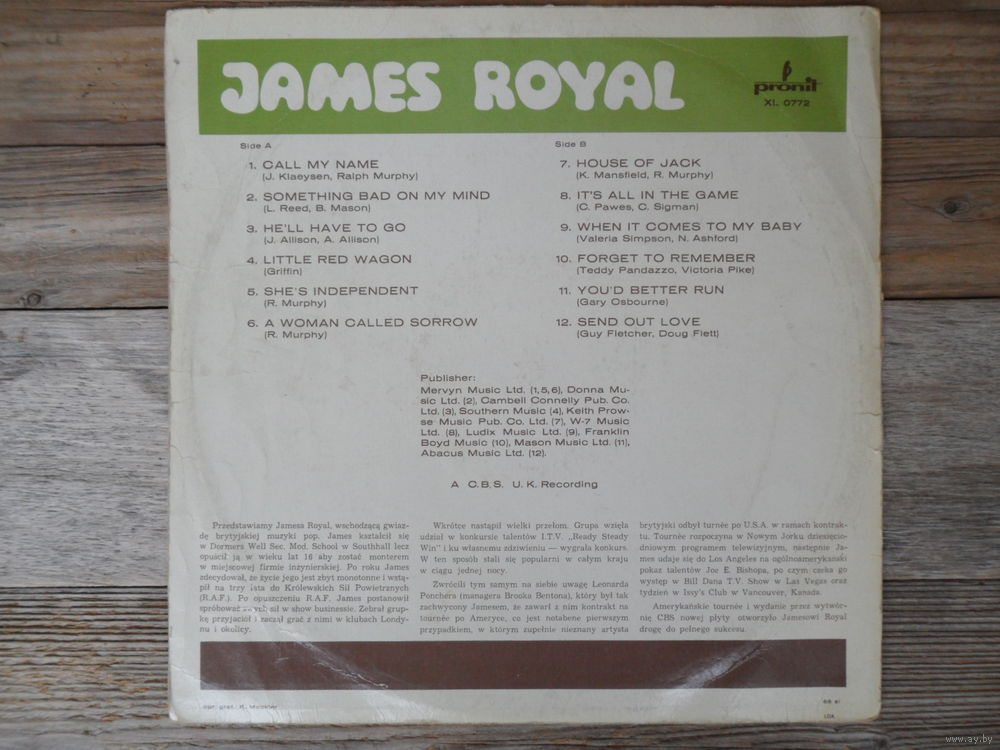 JAMES ROYAL
pronit
XL 0772
Side A
1. CALL MY NAME
(J. Klaeysen, Ralph Murphy)
2. SOMETHING BAD ON MY MIND
(L. Reed, B. Mason)
3. HE'LL HAVE TO GO
(J. Allison, A. Allison)
4. LITTLE RED WAGON
(Griffin)
5. SHE'S INDEPENDENT
(R. Murphy)
6. A WOMAN CALLED SORROW
(R. Murphy)
Side B
7. HOUSE OF JACK
(K. Mansfield, R. Murphy)
8. IT'S ALL IN THE GAME
(C. Pawes, C. Sigman)
9. WHEN IT COMES TO MY BABY
(Valeria Simpson, N. Ashford)
10. FORGET TO REMEMBER
(Teddy Pandazzo, Victoria Pike)
11. YOU'D BETTER RUN
(Gary Osbourne)
12. SEND OUT LOVE
(Guy Fletcher, Doug Flett)
Publisher:
Mervyn Music Ltd. (1,5,6), Donna Mu-
sic Ltd. (2), Cambell Connelly Pub. Co.
Ltd. (3), Southern Music (4), Keith Prow-
se Music Pub. Co. Ltd. (7), W-7 Music
Ltd. (8), Ludix Music Ltd. (9), Franklin
Boyd Music (10), Mason Music Ltd. (11),
Abacus Music Ltd. (12).
A C.B.S. U.K. Recording
Przedstawiamy Jamesa Royal, wschodzącą gwiaz-
dę brytyjskiej muzyki pop. James kształcił się
w Dormers Well Sec. Mod. School w Southhall lecz
opuścił ją w wieku lat 16 aby zostać monterem
w miejscowej firmie inżynierskiej. Po roku James
zdecydował, że życie jego jest zbyt monotonne i wstą-
pił na trzy lata do Królewskich Sił Powietrznych
(R.A.F.). Po opuszczeniu R.A.F. James postanowił
spróbować swych sił w show businessie. Zebrał grup-
kę przyjaciół i zaczął grać z nimi w klubach Londy-
nu i okolicy.
Wkrótce nastąpił wielki przełom. Grupa wzięła
udział w konkursie talentów I.T.V. „Ready Steady
Win" i ku własnemu zdziwieniu — wygrała konkurs.
W ten sposób stali się popularni w całym kraju
w ciągu jednej nocy.
Zwrócili tym samym na siebie uwagę Leonarda
Ponchera (managera Brooka Bentona), który był tak
zachwycony Jamesem, że zawarł z nim kontrakt na
tournée po Ameryce, co jest notabene pierwszym
przypadkiem, w którym zupełnie nieznany artysta
brytyjski odbył turnée po U.S.A. w ramach kontrak-
tu. Tournée rozpoczyna w Nowym Jorku dziesięcio-
dniowym programem telewizyjnym, następnie Ja-
mes udaje się do Los Angeles na ogólnoamerykański
pokaz talentów Joe E. Bishopa, po czym czeka go
występ w Bill Dana T.V. Show w Las Vegas oraz
tydzień w Issy's Club w Vancouver, Kanada.
Amerykańskie tournée i wydanie przez wytwór-
nię CBS nowej płyty otworzyło Jamesowi Royal
drogę do pełnego sukcesu.
opr. graf.
LDA
www.ay.by